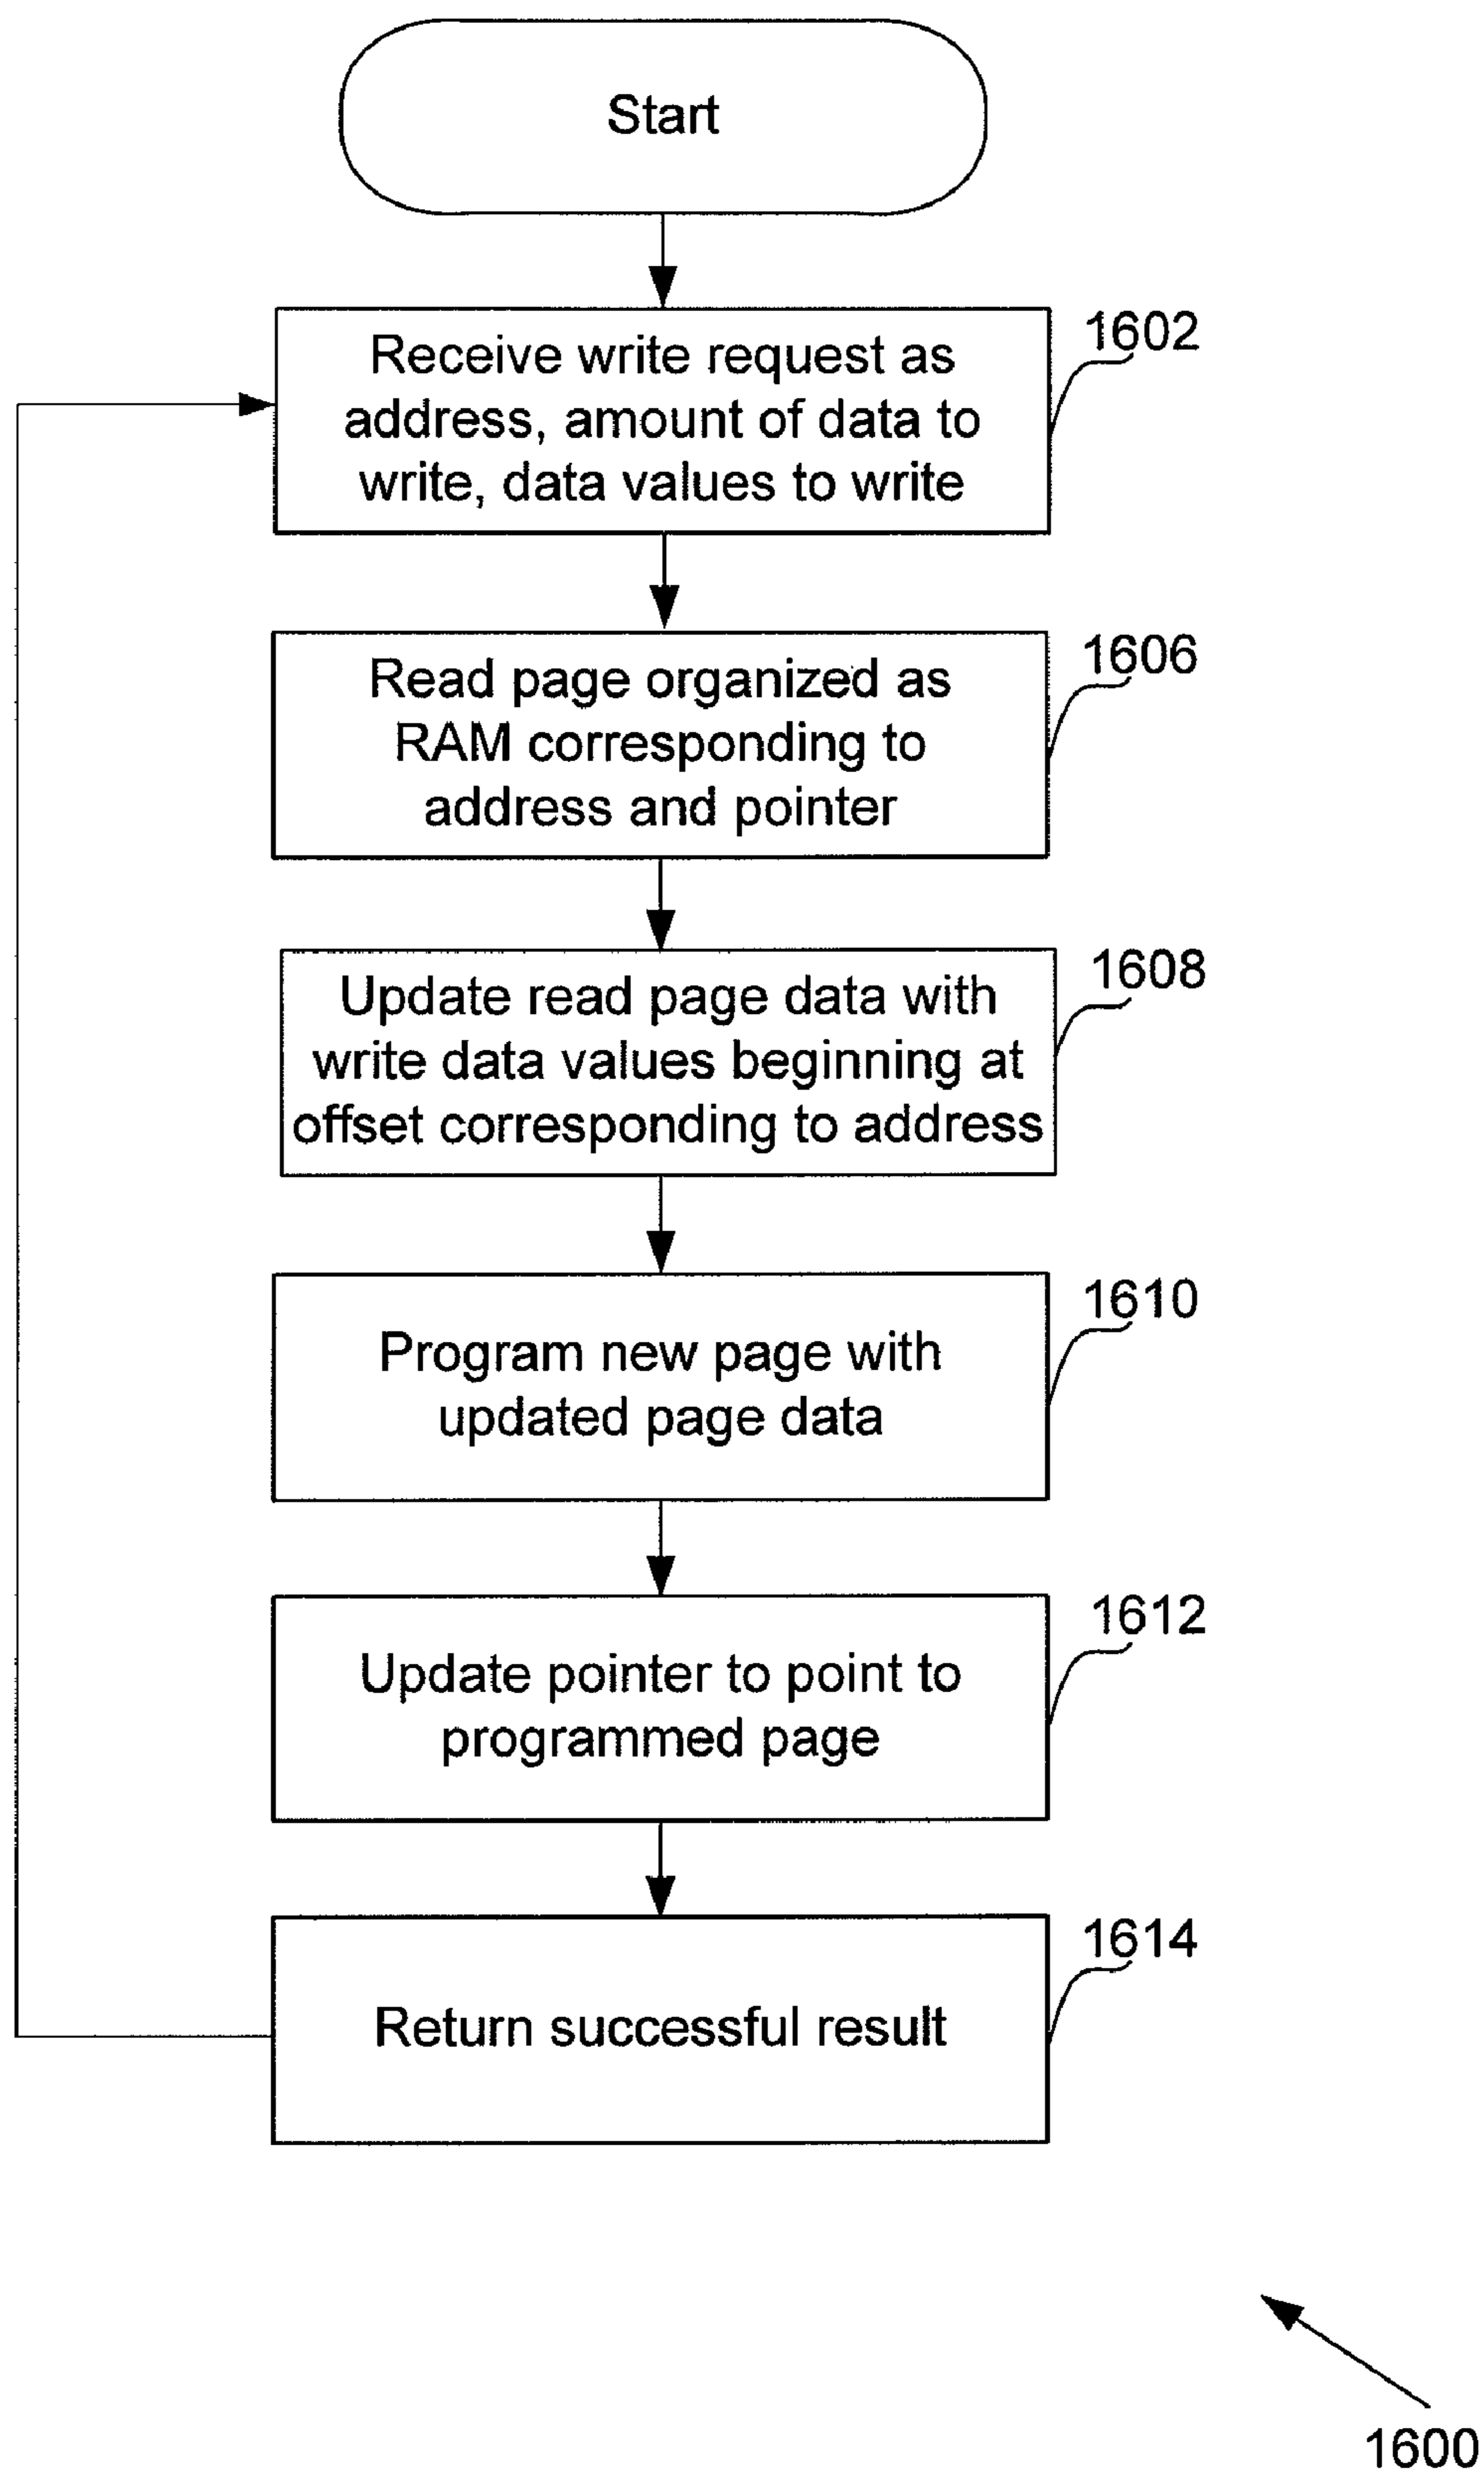 Start
1602
Receive write request as
address, amount of data to
write, data values to write
1606
Read page organized as
RAM corresponding to
address and pointer
1608
Update read page data with
write data values beginning at
offset corresponding to address
1610
Program new page with
updated page data
1612
Update pointer to point to
programmed page
1614
Return successful result
1600